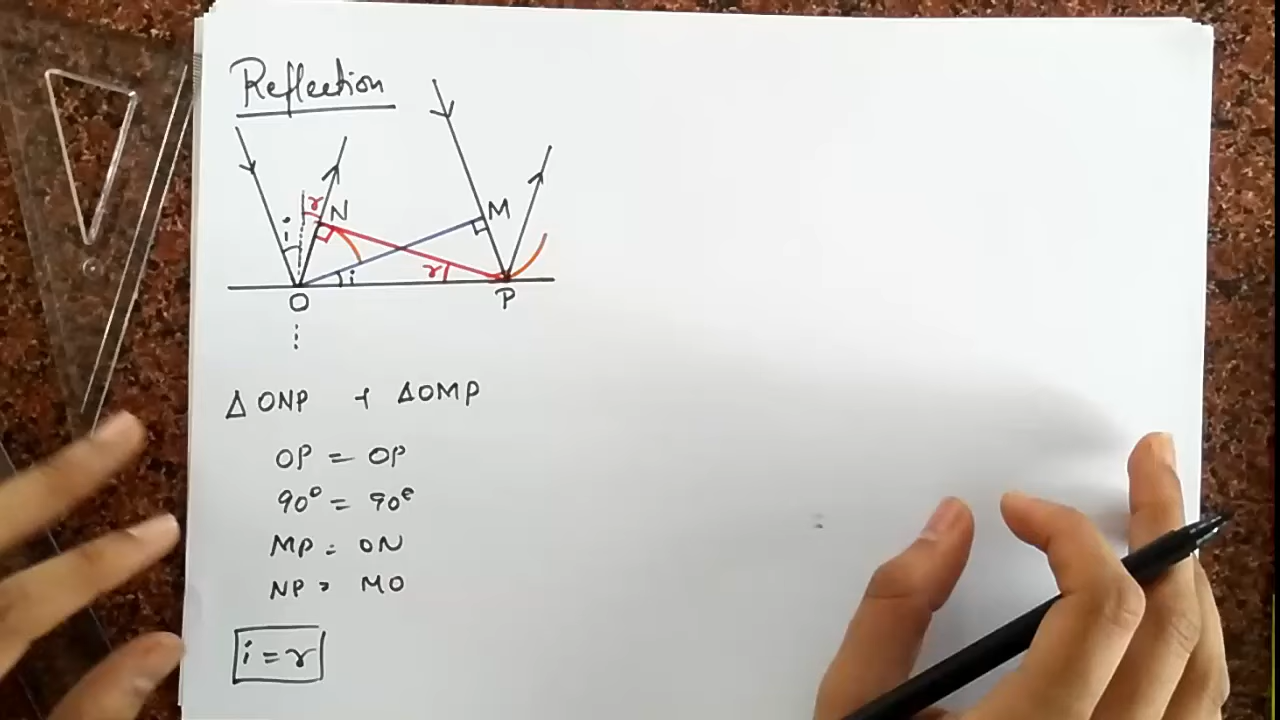 Reflection
r
N
M
i
i
r
O
P
Δ ONP + ΔOMP
OP = OP
90° = 90°
MP = ON
NP = MO
i = r